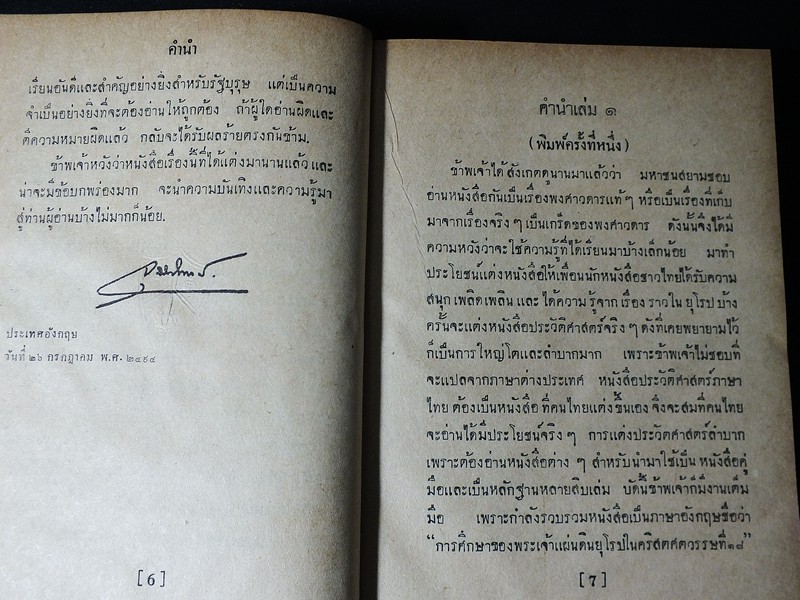 คำนำ
เรียนอันดีและสำคัญอย่างยิ่งสำหรับรัฐบุรุษ แต่เป็นความ
จำเป็นอย่างยิ่งที่จะต้องอ่านให้ถูกต้อง ถ้าผู้ใดอ่านผิดและ
ตีความหมายผิดแล้ว กลับจะได้รับผลร้ายตรงกันข้าม.
ข้าพเจ้าหวังว่าหนังสือเรื่องนี้ที่ได้แต่งมานานแล้ว และ
น่าจะมีข้อบกพร่องมาก จะนำความบันเทิงและความรู้มา
สู่ท่านผู้อ่านบ้างไม่มากก็น้อย.
ประเทศอังกฤษ
วันที่ ๒๖ กรกฎาคม พ.ศ. ๒๔๙๔
[ 6 ]
คำนำเล่ม ๑
(พิมพ์ครั้งที่หนึ่ง)
ข้าพเจ้าได้สังเกตดูนานมาแล้วว่า มหาชนสยามชอบ
อ่านหนังสือกันเป็นเรื่องพงศาวดารแท้ๆ หรือเป็นเรื่องที่เก็บ
มาจากเรื่องจริงๆ เป็นเกร็ดของพงศาวดาร ดังนั้นจึงได้มี
ความหวังว่าจะใช้ความรู้ที่ได้เรียนมาบ้างเล็กน้อย มาทำ
ประโยชน์แต่งหนังสือให้เพื่อนนักหนังสือชาวไทยได้รับความ
สนุก เพลิดเพลิน และ ได้ความ รู้จาก เรื่อง ราวใน ยุโรป บ้าง
ครั้นจะแต่งหนังสือประวัติศาสตร์จริงๆ ดังที่เคยพยายามไว้
ก็เป็นการใหญ่โตและลำบากมาก เพราะข้าพเจ้าไม่ชอบที่
จะแปลจากภาษาต่างประเทศ หนังสือประวัติศาสตร์ภาษา
ไทย ต้องเป็นหนังสือ ที่คนไทยแต่งขึ้นเอง จึงจะสมที่คนไทย
จะอ่านได้มีประโยชน์จริงๆ การแต่งประวัติศาสตร์ลำบาก
เพราะต้องอ่านหนังสือต่างๆ สำหรับนำมาใช้เป็น หนังสือคู่
มือและเป็นหลักฐานหลายสิบเล่ม บัดนี้ข้าพเจ้าก็มีงานเต็ม
มือ เพราะกำลังรวบรวมหนังสือเป็นภาษาอังกฤษชื่อว่า
“การศึกษาของพระเจ้าแผ่นดินยุโรปในคริสตศตวรรษที่๑๘”
[ 7 ]